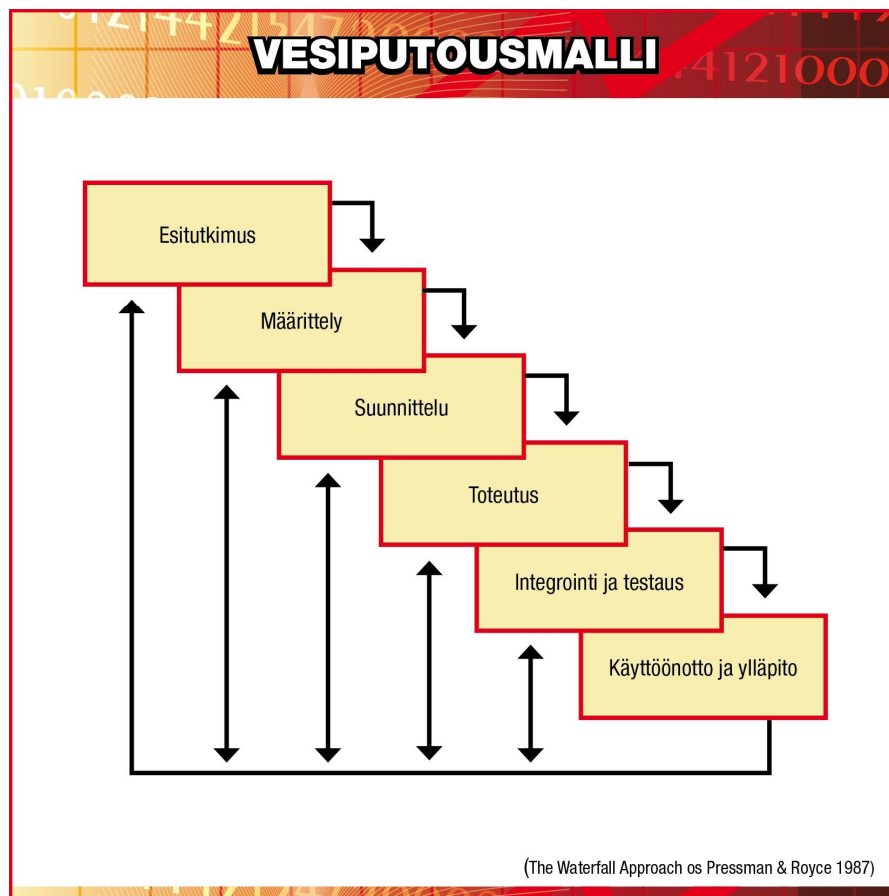 VESIPUTOUSMALLI
Esitutkimus
Määrittely
Suunnittelu
Toteutus
Integrointi ja testaus
Käyttöönotto ja ylläpito
(The Waterfall Approach os Pressman & Royce 1987)